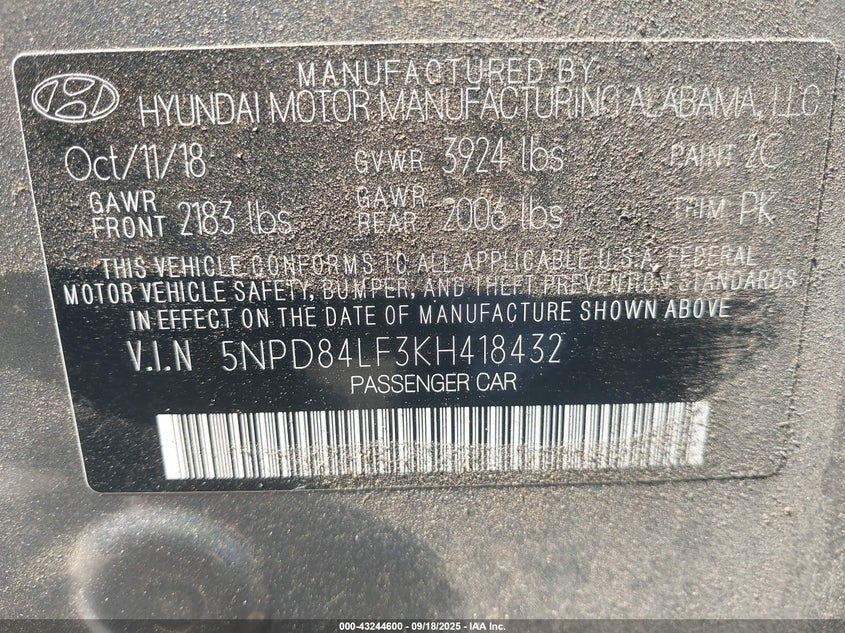 MANUFACTURED BY
HYUNDAI MOTOR MANUFACTURING ALABAMA, LLC
Oct/11/18 GVWR 3924 lbs PAINT 2C
GAWR FRONT 2183 lbs GAWR REAR 2006 lbs TRIM PK
THIS VEHICLE CONFORMS TO ALL APPLICABLE U.S.A. FEDERAL
MOTOR VEHICLE SAFETY, BUMPER, AND THEFT PREVENTION STANDARDS
IN EFFECT ON THE DATE OF MANUFACTURE SHOWN ABOVE
V.I.N 5NPD84LF3KH418432
PASSENGER CAR
000-43244600 - 09/18/2025 - IAA Inc.